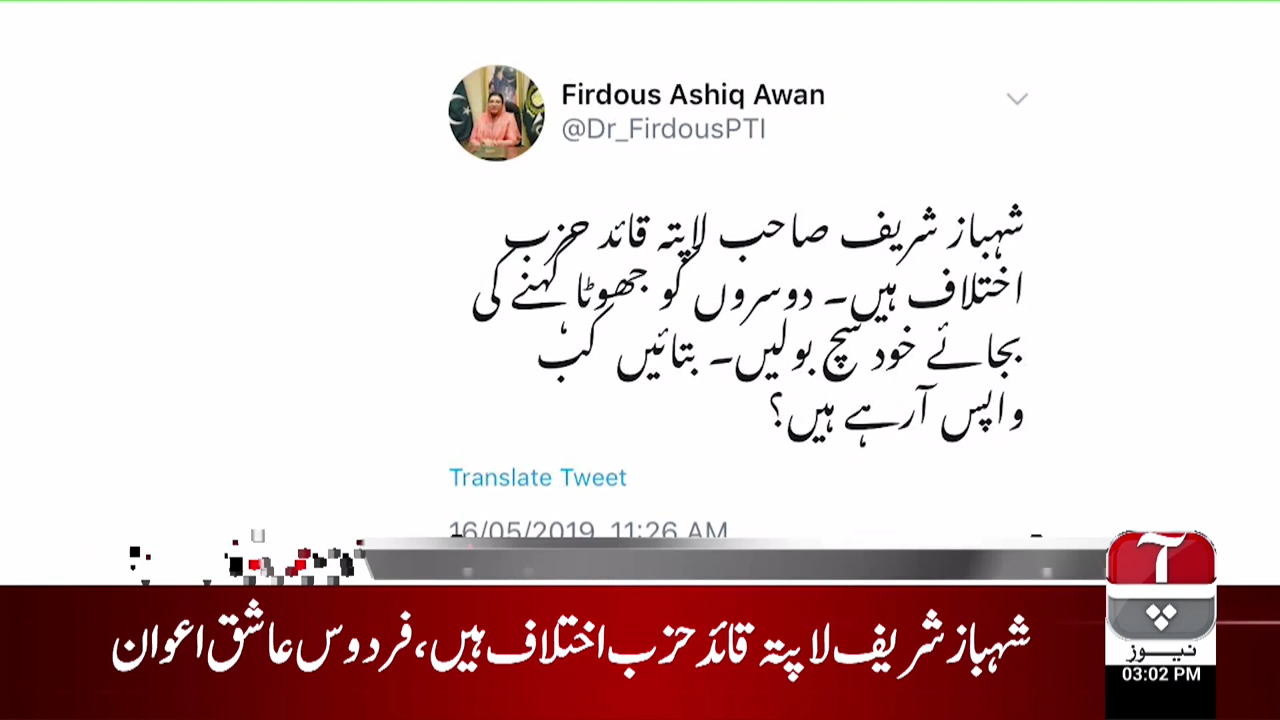 Firdous Ashiq Awan
@Dr_FirdousPTI
شہباز شریف صاحب لاپتہ قائد حزب
اختلاف ہیں۔ دوسروں کو جھوٹا کہنے کی
بجائے خود سچ بولیں۔ بتائیں کب
واپس آرہے ہیں؟
Translate Tweet
16/05/2019, 11:26 AM
شہباز شریف لاپتہ قائد حزب اختلاف ہیں، فردوس عاشق اعوان
آپ
نیوز
03:02 PM